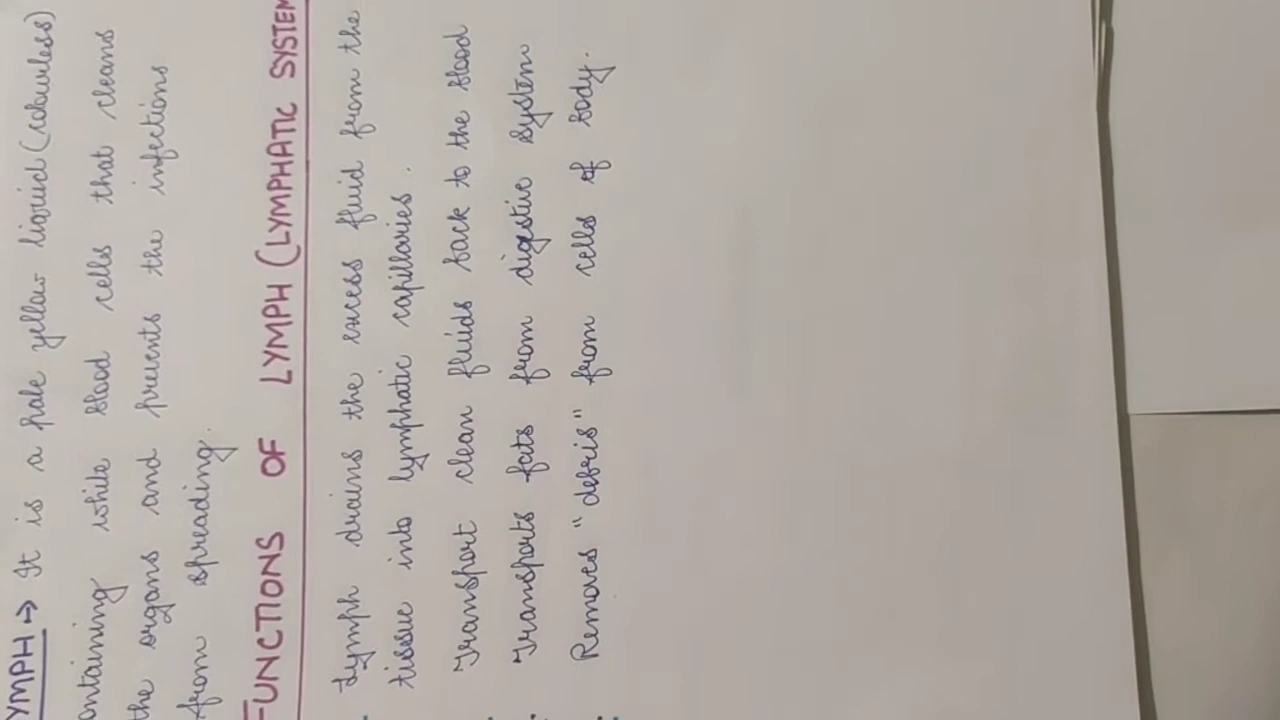 YMPH → It is a pale yellow liquid (colourless)
ontaining white blood cells that cleans
the organs and prevents the infections
from spreading.
FUNCTIONS OF LYMPH (LYMPHATIC SYSTEM
Lymph drains the excess fluid from the
tissue into lymphatic capillaries.
Transport clean fluids back to the blood
Transports fats from digestive system
Removes "debris" from cells of body.